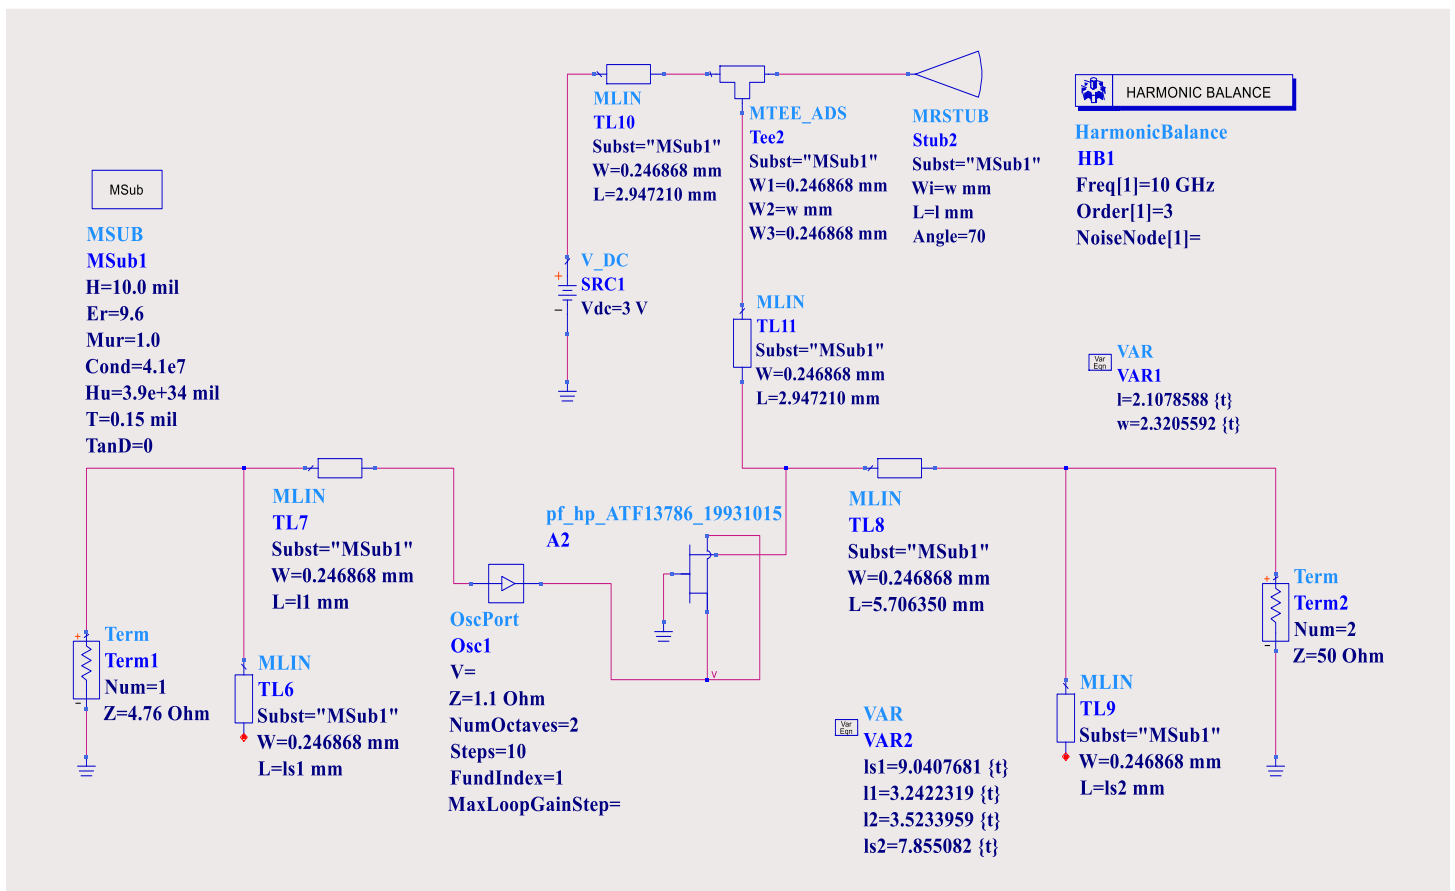 HARMONIC BALANCE
HarmonicBalance
HB1
Freq[1]=10 GHz
Order[1]=3
NoiseNode[1]=
MLIN
TL10
Subst="MSub1"
W=0.246868 mm
L=2.947210 mm
MTEE_ADS
Tee2
Subst="MSub1"
W1=0.246868 mm
W2=w mm
W3=0.246868 mm
MRSTUB
Stub2
Subst="MSub1"
Wi=w mm
L=l mm
Angle=70
MSub
MSUB
MSub1
H=10.0 mil
Er=9.6
Mur=1.0
Cond=4.1e7
Hu=3.9e+34 mil
T=0.15 mil
TanD=0
+
V_DC
SRC1
Vdc=3 V
−
MLIN
TL11
Subst="MSub1"
W=0.246868 mm
L=2.947210 mm
Var
Eqn
VAR
VAR1
l=2.1078588 {t}
w=2.3205592 {t}
MLIN
TL7
Subst="MSub1"
W=0.246868 mm
L=l1 mm
pf_hp_ATF13786_19931015
A2
V
MLIN
TL8
Subst="MSub1"
W=0.246868 mm
L=5.706350 mm
+
Term
Term1
Num=1
Z=4.76 Ohm
-
MLIN
TL6
Subst="MSub1"
W=0.246868 mm
L=ls1 mm
OscPort
Osc1
V=
Z=1.1 Ohm
NumOctaves=2
Steps=10
FundIndex=1
MaxLoopGainStep=
Var
Eqn
VAR
VAR2
ls1=9.0407681 {t}
l1=3.2422319 {t}
l2=3.5233959 {t}
ls2=7.855082 {t}
MLIN
TL9
Subst="MSub1"
W=0.246868 mm
L=ls2 mm
+
Term
Term2
Num=2
Z=50 Ohm
-